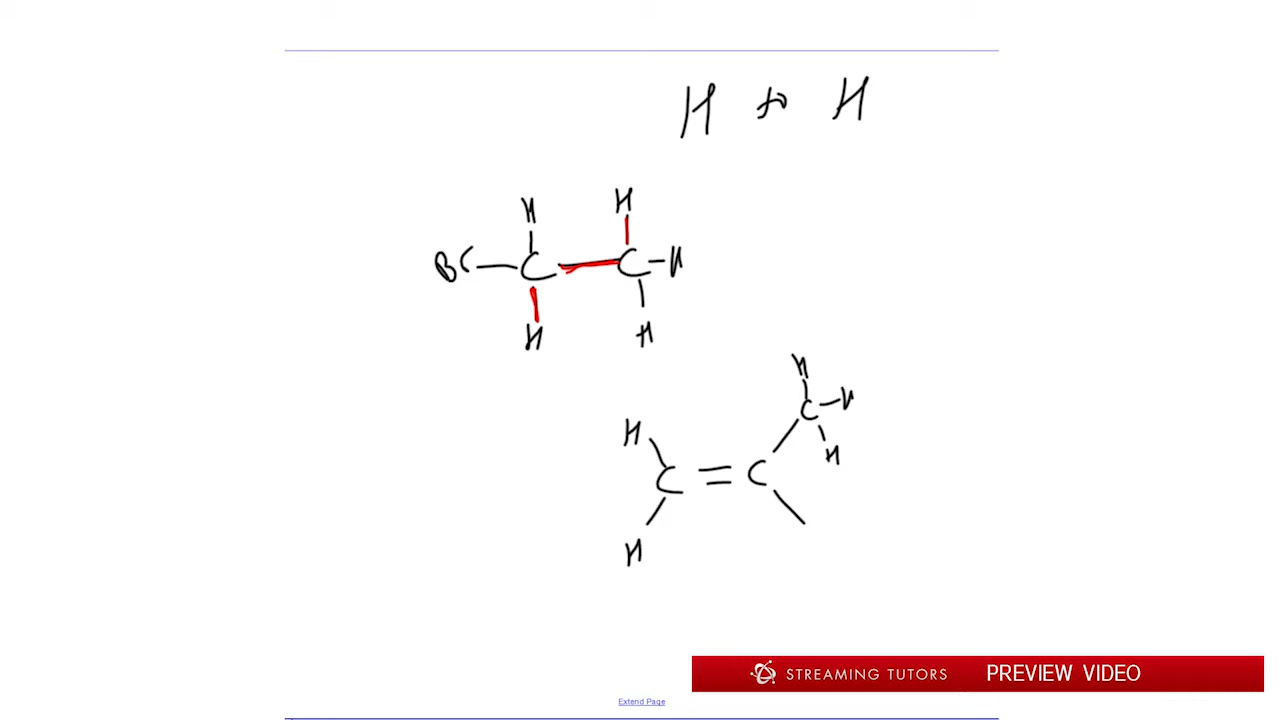 H to H
H H
Br C C H
H H
H
H C H
H H
C = C
H
STREAMING TUTORS PREVIEW VIDEO
Extend Page